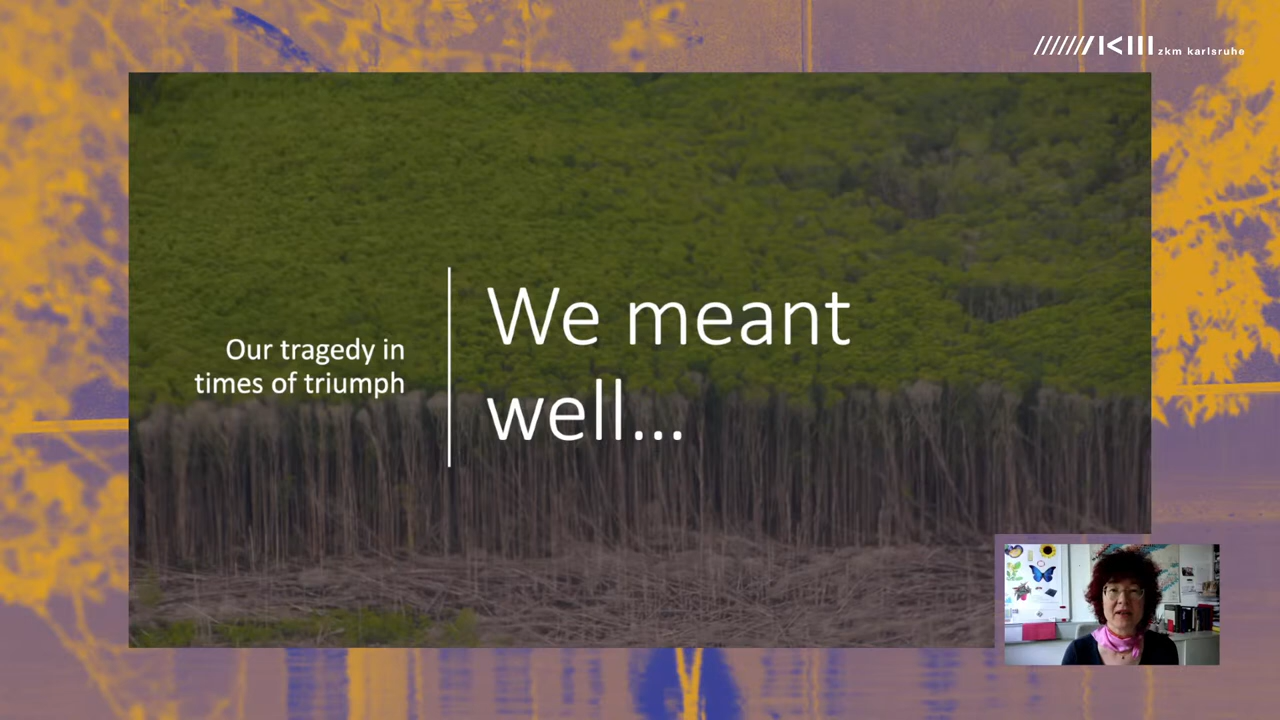 zkm karlsruhe
Our tragedy in
times of triumph
We meant
well...